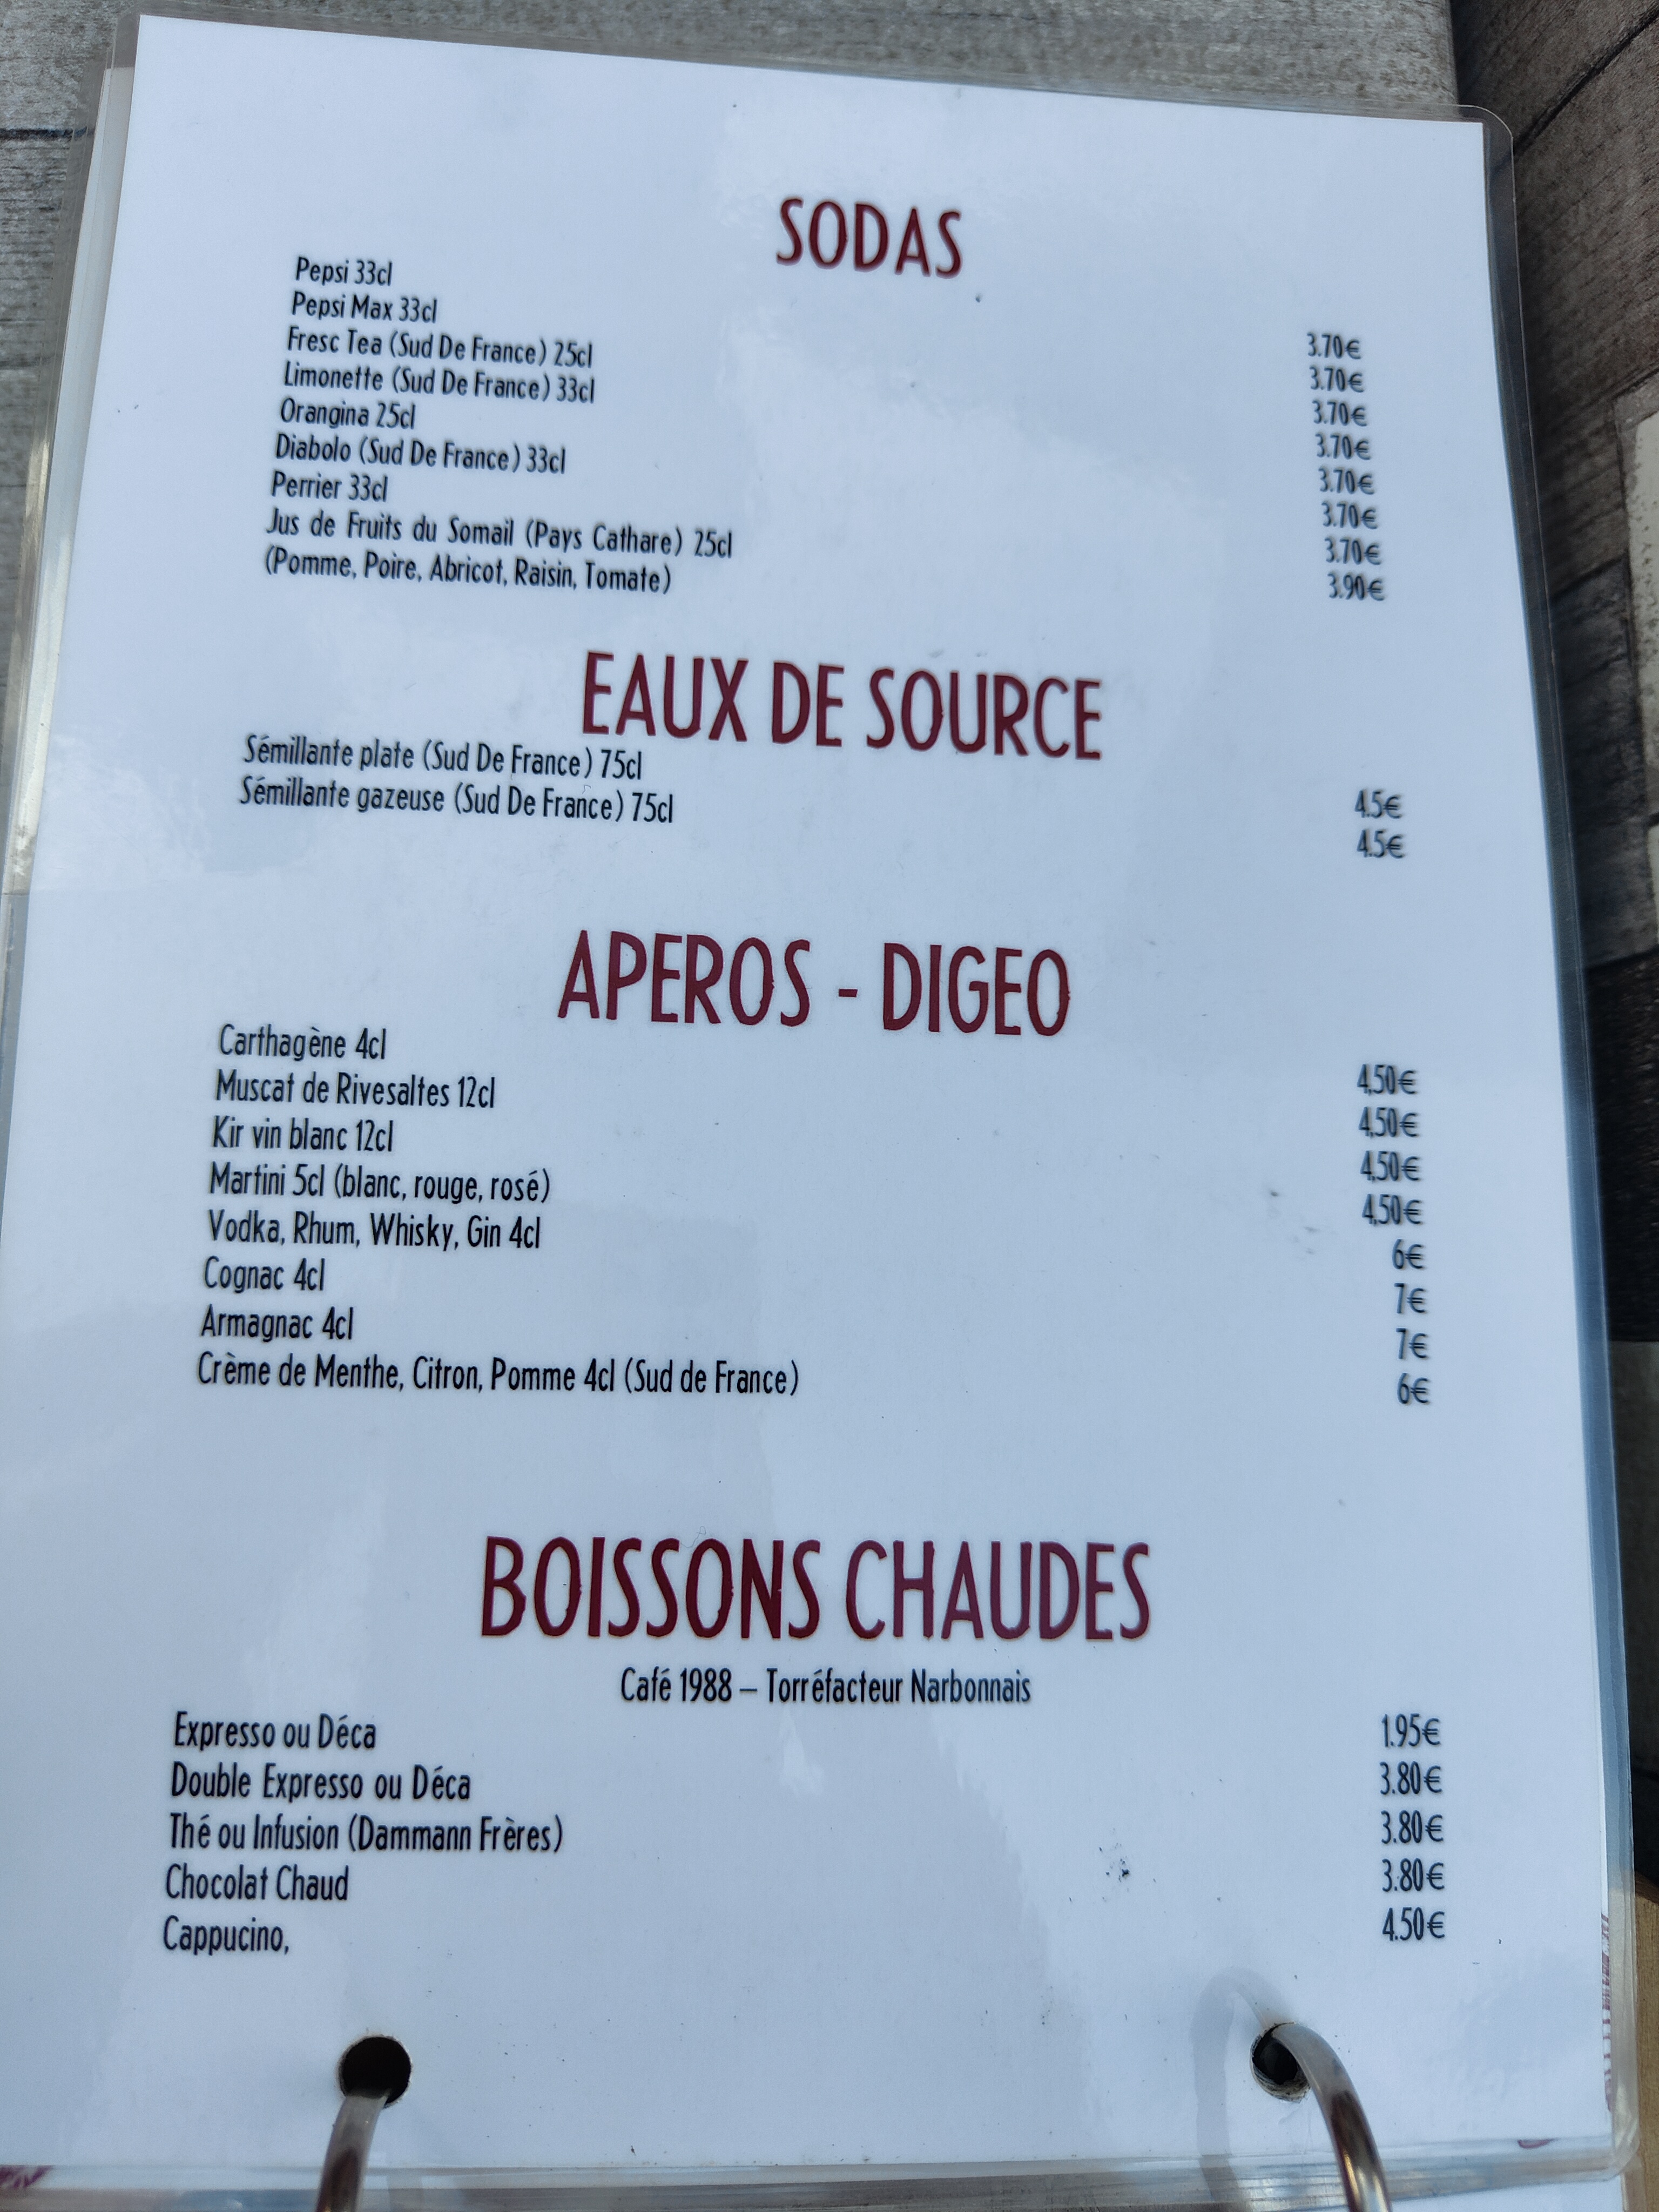 SODAS
Pepsi 33cl 3.70€
Pepsi Max 33cl 3.70€
Fresc Tea (Sud De France) 25cl 3.70€
Limonette (Sud De France) 33cl 3.70€
Orangina 25cl 3.70€
Diabolo (Sud De France) 33cl 3.70€
Perrier 33cl 3.70€
Jus de Fruits du Somail (Pays Cathare) 25cl 3.90€
(Pomme, Poire, Abricot, Raisin, Tomate)
EAUX DE SOURCE
Sémillante plate (Sud De France) 75cl 4.5€
Sémillante gazeuse (Sud De France) 75cl 4.5€
APEROS - DIGEO
Carthagène 4cl 4,50€
Muscat de Rivesaltes 12cl 4,50€
Kir vin blanc 12cl 4,50€
Martini 5cl (blanc, rouge, rosé) 4,50€
Vodka, Rhum, Whisky, Gin 4cl 6€
Cognac 4cl 7€
Armagnac 4cl 7€
Crème de Menthe, Citron, Pomme 4cl (Sud de France) 6€
BOISSONS CHAUDES
Café 1988 – Torréfacteur Narbonnais
Expresso ou Déca 1.95€
Double Expresso ou Déca 3.80€
Thé ou Infusion (Dammann Frères) 3.80€
Chocolat Chaud 3.80€
Cappucino, 4.50€